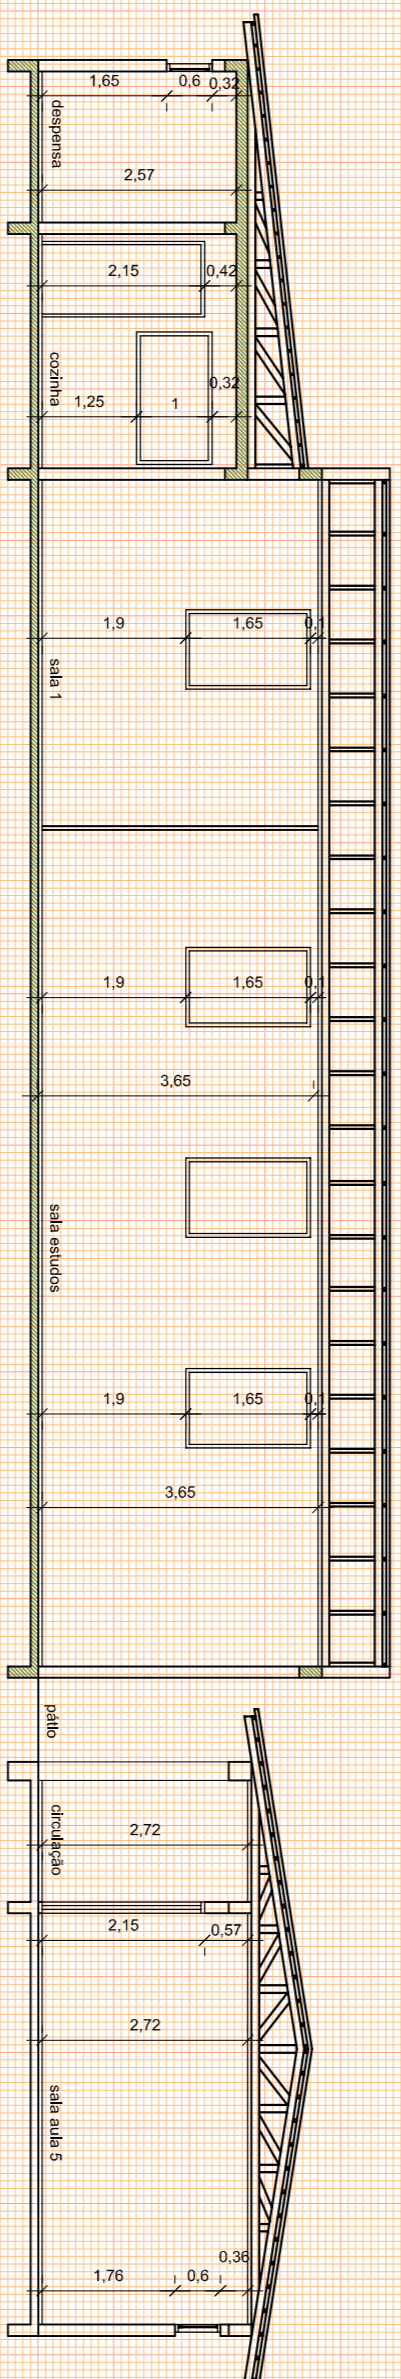 1,65 0,6 0,32
despensa
2,57
2,15 0,42
cozinha
0,32
1,25 1
1,9 1,65 0,1
sala 1
1,9 1,65 0,1
3,65
sala estudos
1,9 1,65 0,1
3,65
pátio
circulação
2,72
2,15 0,57
2,72
sala aula 5
0,36
1,76 0,6